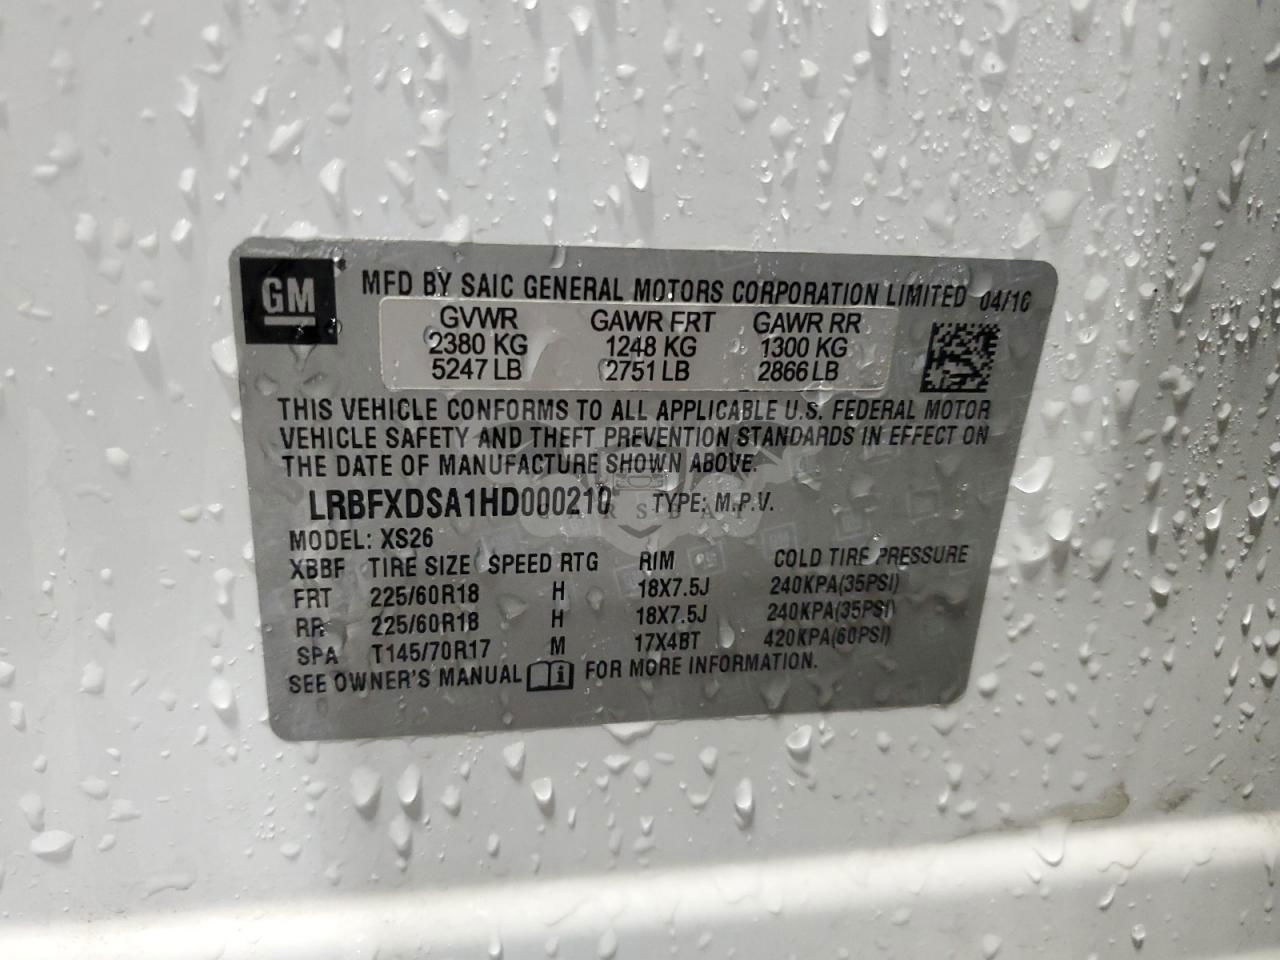 GM
MFD BY SAIC GENERAL MOTORS CORPORATION LIMITED 04/16
GVWR GAWR FRT GAWR RR
2380 KG 1248 KG 1300 KG
5247 LB 2751 LB 2866 LB
THIS VEHICLE CONFORMS TO ALL APPLICABLE U.S. FEDERAL MOTOR
VEHICLE SAFETY AND THEFT PREVENTION STANDARDS IN EFFECT ON
THE DATE OF MANUFACTURE SHOWN ABOVE.
LRBFXDSA1HD000210 TYPE: M.P.V.
CARSDAT
MODEL: XS26
XBBF TIRE SIZE SPEED RTG RIM COLD TIRE PRESSURE
FRT 225/60R18 H 18X7.5J 240KPA(35PSI)
RR 225/60R18 H 18X7.5J 240KPA(35PSI)
SPA T145/70R17 M 17X4BT 420KPA(60PSI)
SEE OWNER'S MANUAL i FOR MORE INFORMATION.